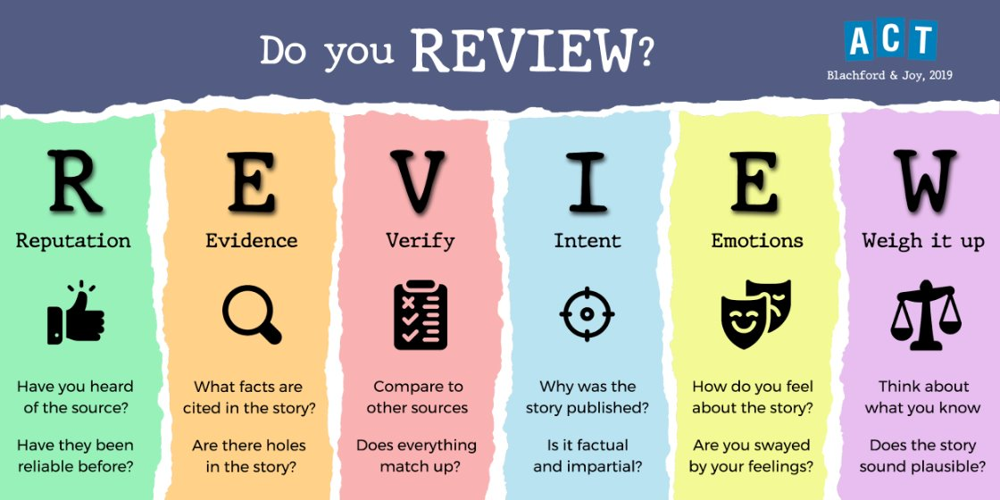 Do you REVIEW?
ACT
Blachford & Joy, 2019
R
Reputation
Have you heard
of the source?
Have they been
reliable before?
E
Evidence
What facts are
cited in the story?
Are there holes
in the story?
V
Verify
Compare to
other sources
Does everything
match up?
I
Intent
Why was the
story published?
Is it factual
and impartial?
E
Emotions
How do you feel
about the story?
Are you swayed
by your feelings?
W
Weigh it up
Think about
what you know
Does the story
sound plausible?